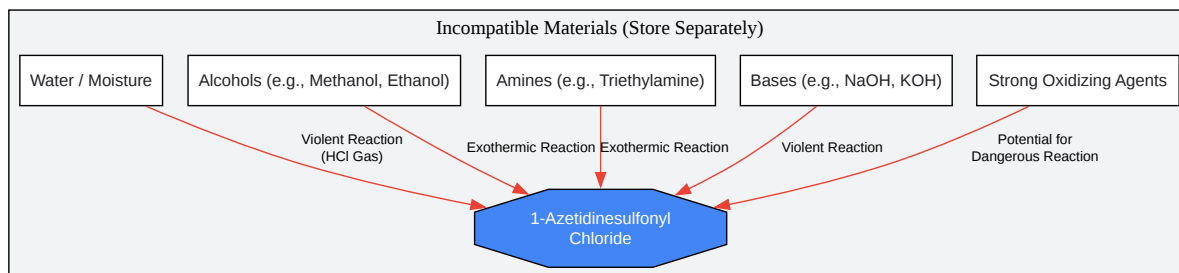 Incompatible Materials (Store Separately)
Water / Moisture
Alcohols (e.g., Methanol, Ethanol)
Amines (e.g., Triethylamine)
Bases (e.g., NaOH, KOH)
Strong Oxidizing Agents
Violent Reaction
(HCl Gas)
Exothermic Reaction
Exothermic Reaction
Violent Reaction
Potential for
Dangerous Reaction
1-Azetidinesulfonyl
Chloride